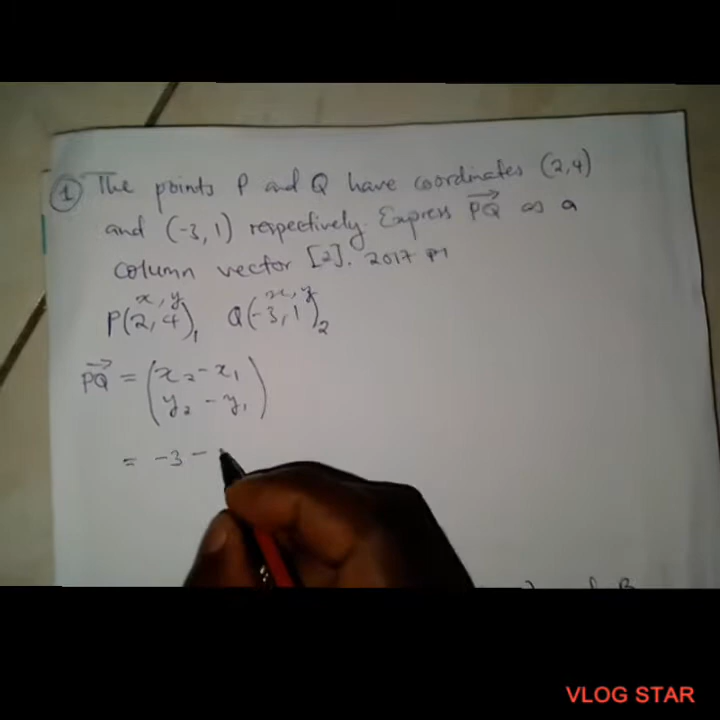 ① The points P and Q have coordinates (2,4)
and (-3,1) respectively. Express PQ as a
column vector [2]. 2017 P1
x, y x, y
P(2,4)₁ Q(-3,1)₂
PQ = (x₂ - x₁
y₂ - y₁)
= -3 -
VLOG STAR